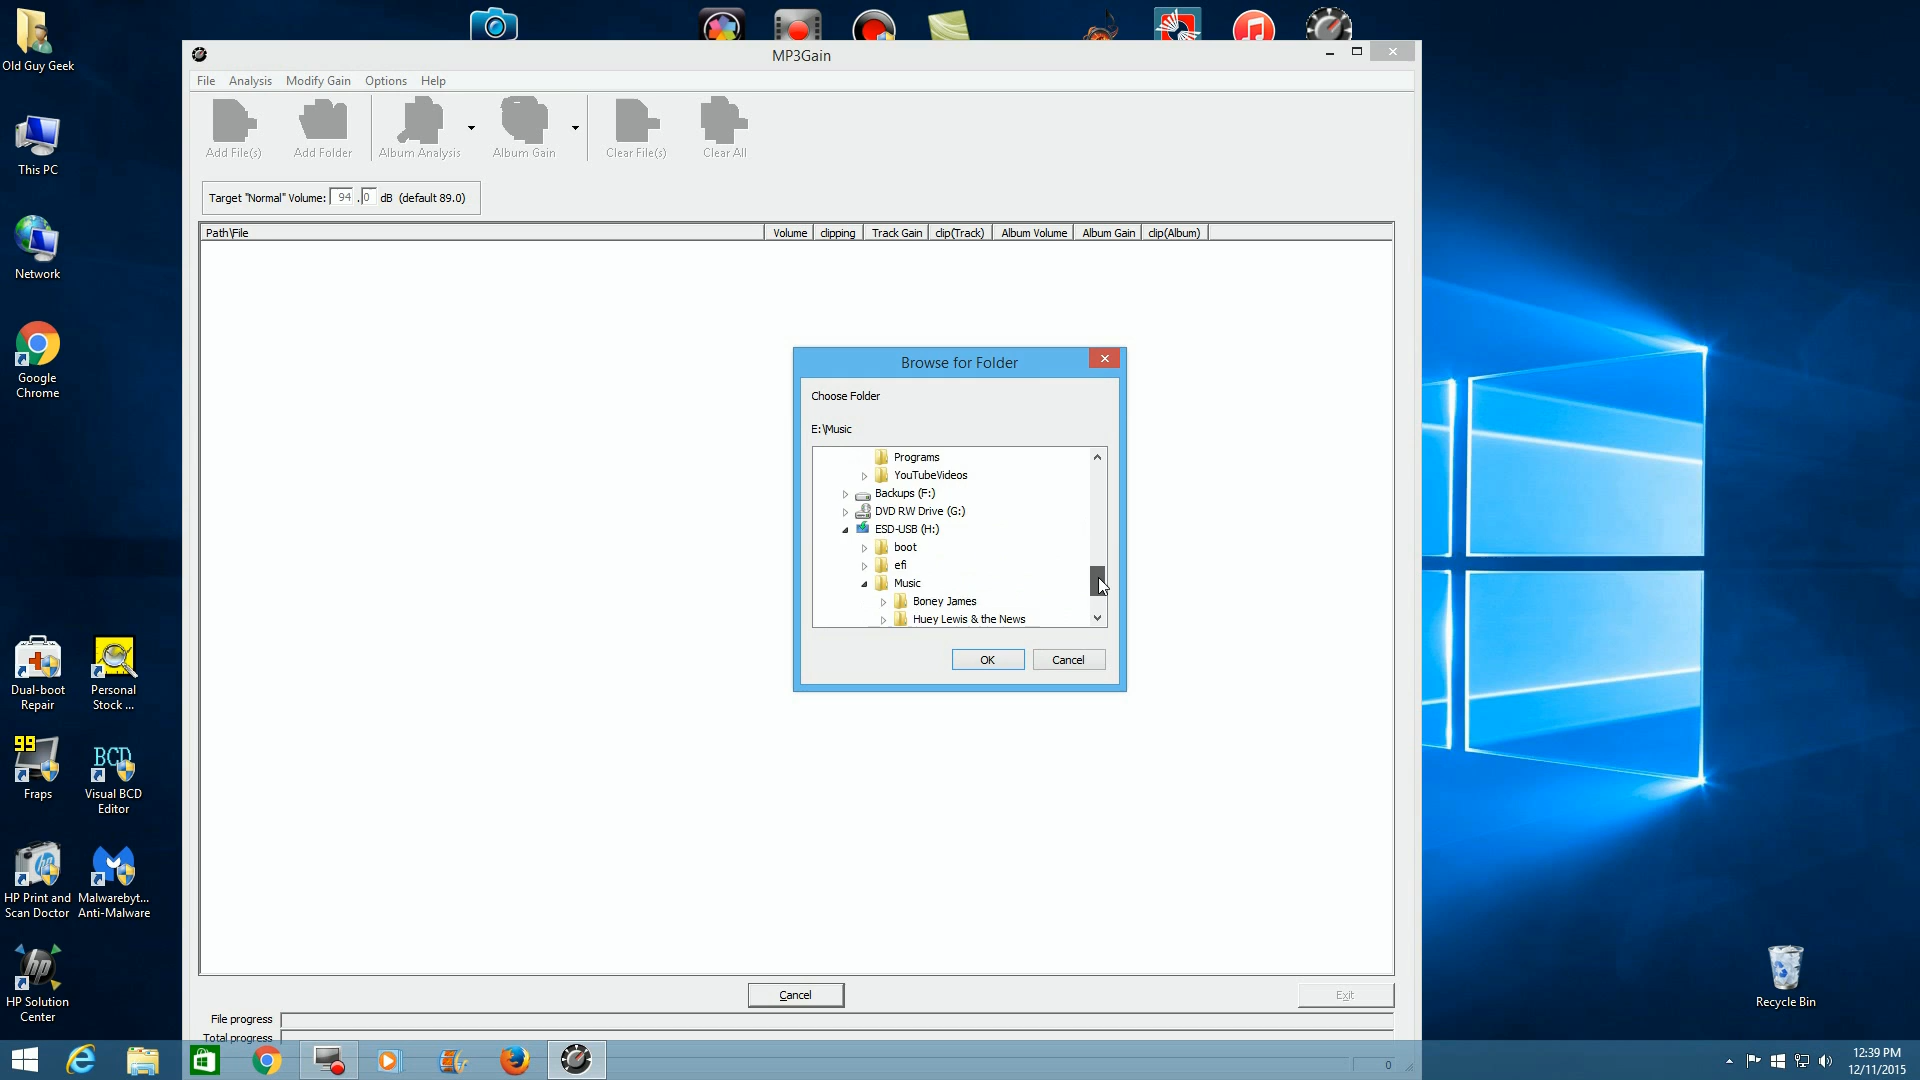 Old Guy Geek
This PC
Network
Google
Chrome
Dual-boot
Repair
Personal
Stock ...
99
Fraps
BCD
Visual BCD
Editor
HP Print and
Scan Doctor
Malwarebyt...
Anti-Malware
HP Solution
Center
MP3Gain
File Analysis Modify Gain Options Help
Add File(s) Add Folder Album Analysis Album Gain Clear File(s) Clear All
Target "Normal" Volume: 94 . 0 dB (default 89.0)
Path\File Volume clipping Track Gain clip(Track) Album Volume Album Gain clip(Album)
Browse for Folder
Choose Folder
E:\Music
Programs
YouTubeVideos
Backups (F:)
DVD RW Drive (G:)
ESD-USB (H:)
boot
efi
Music
Boney James
Huey Lewis & the News
OK Cancel
Cancel Exit
File progress
Total progress
0
Recycle Bin
12:39 PM
12/11/2015